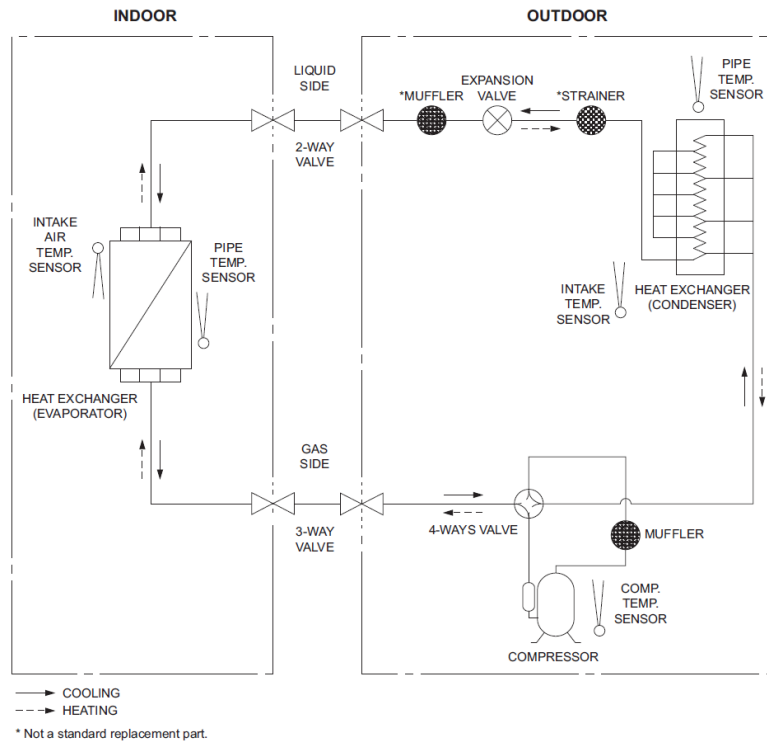 INDOOR
OUTDOOR
LIQUID
SIDE
2-WAY
VALVE
*MUFFLER
EXPANSION
VALVE
*STRAINER
PIPE
TEMP.
SENSOR
INTAKE
AIR
TEMP.
SENSOR
PIPE
TEMP.
SENSOR
HEAT EXCHANGER
(EVAPORATOR)
INTAKE
TEMP.
SENSOR
HEAT EXCHANGER
(CONDENSER)
GAS
SIDE
3-WAY
VALVE
4-WAYS VALVE
MUFFLER
COMP.
TEMP.
SENSOR
COMPRESSOR
COOLING
HEATING
* Not a standard replacement part.